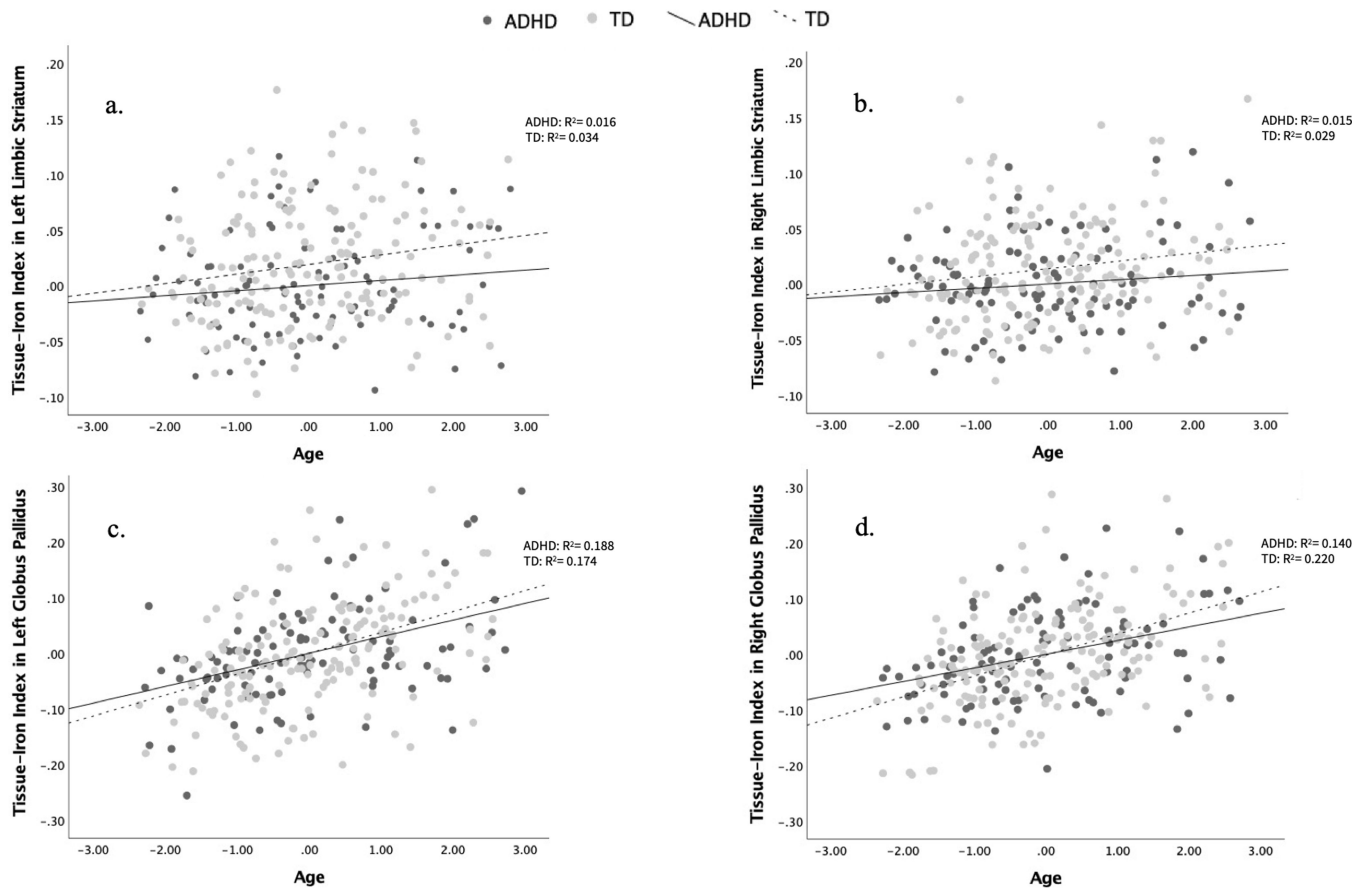 ADHD TD ADHD TD
Tissue-Iron Index in Left Limbic Striatum
.20
.15
.10
.05
.00
-.05
-.10
a.
ADHD: R²= 0.016
TD: R²= 0.034
-3.00 -2.00 -1.00 .00 1.00 2.00 3.00
Age
Tissue-Iron Index in Right Limbic Striatum
.20
.15
.10
.05
.00
-.05
-.10
b.
ADHD: R²= 0.015
TD: R²= 0.029
-3.00 -2.00 -1.00 .00 1.00 2.00 3.00
Age
Tissue-Iron Index in Left Globus Pallidus
.30
.20
.10
.00
-.10
-.20
-.30
c.
ADHD: R²= 0.188
TD: R²= 0.174
-3.00 -2.00 -1.00 .00 1.00 2.00 3.00
Age
Tissue-Iron Index in Right Globus Pallidus
.30
.20
.10
.00
-.10
-.20
-.30
d.
ADHD: R²= 0.140
TD: R²= 0.220
-3.00 -2.00 -1.00 .00 1.00 2.00 3.00
Age